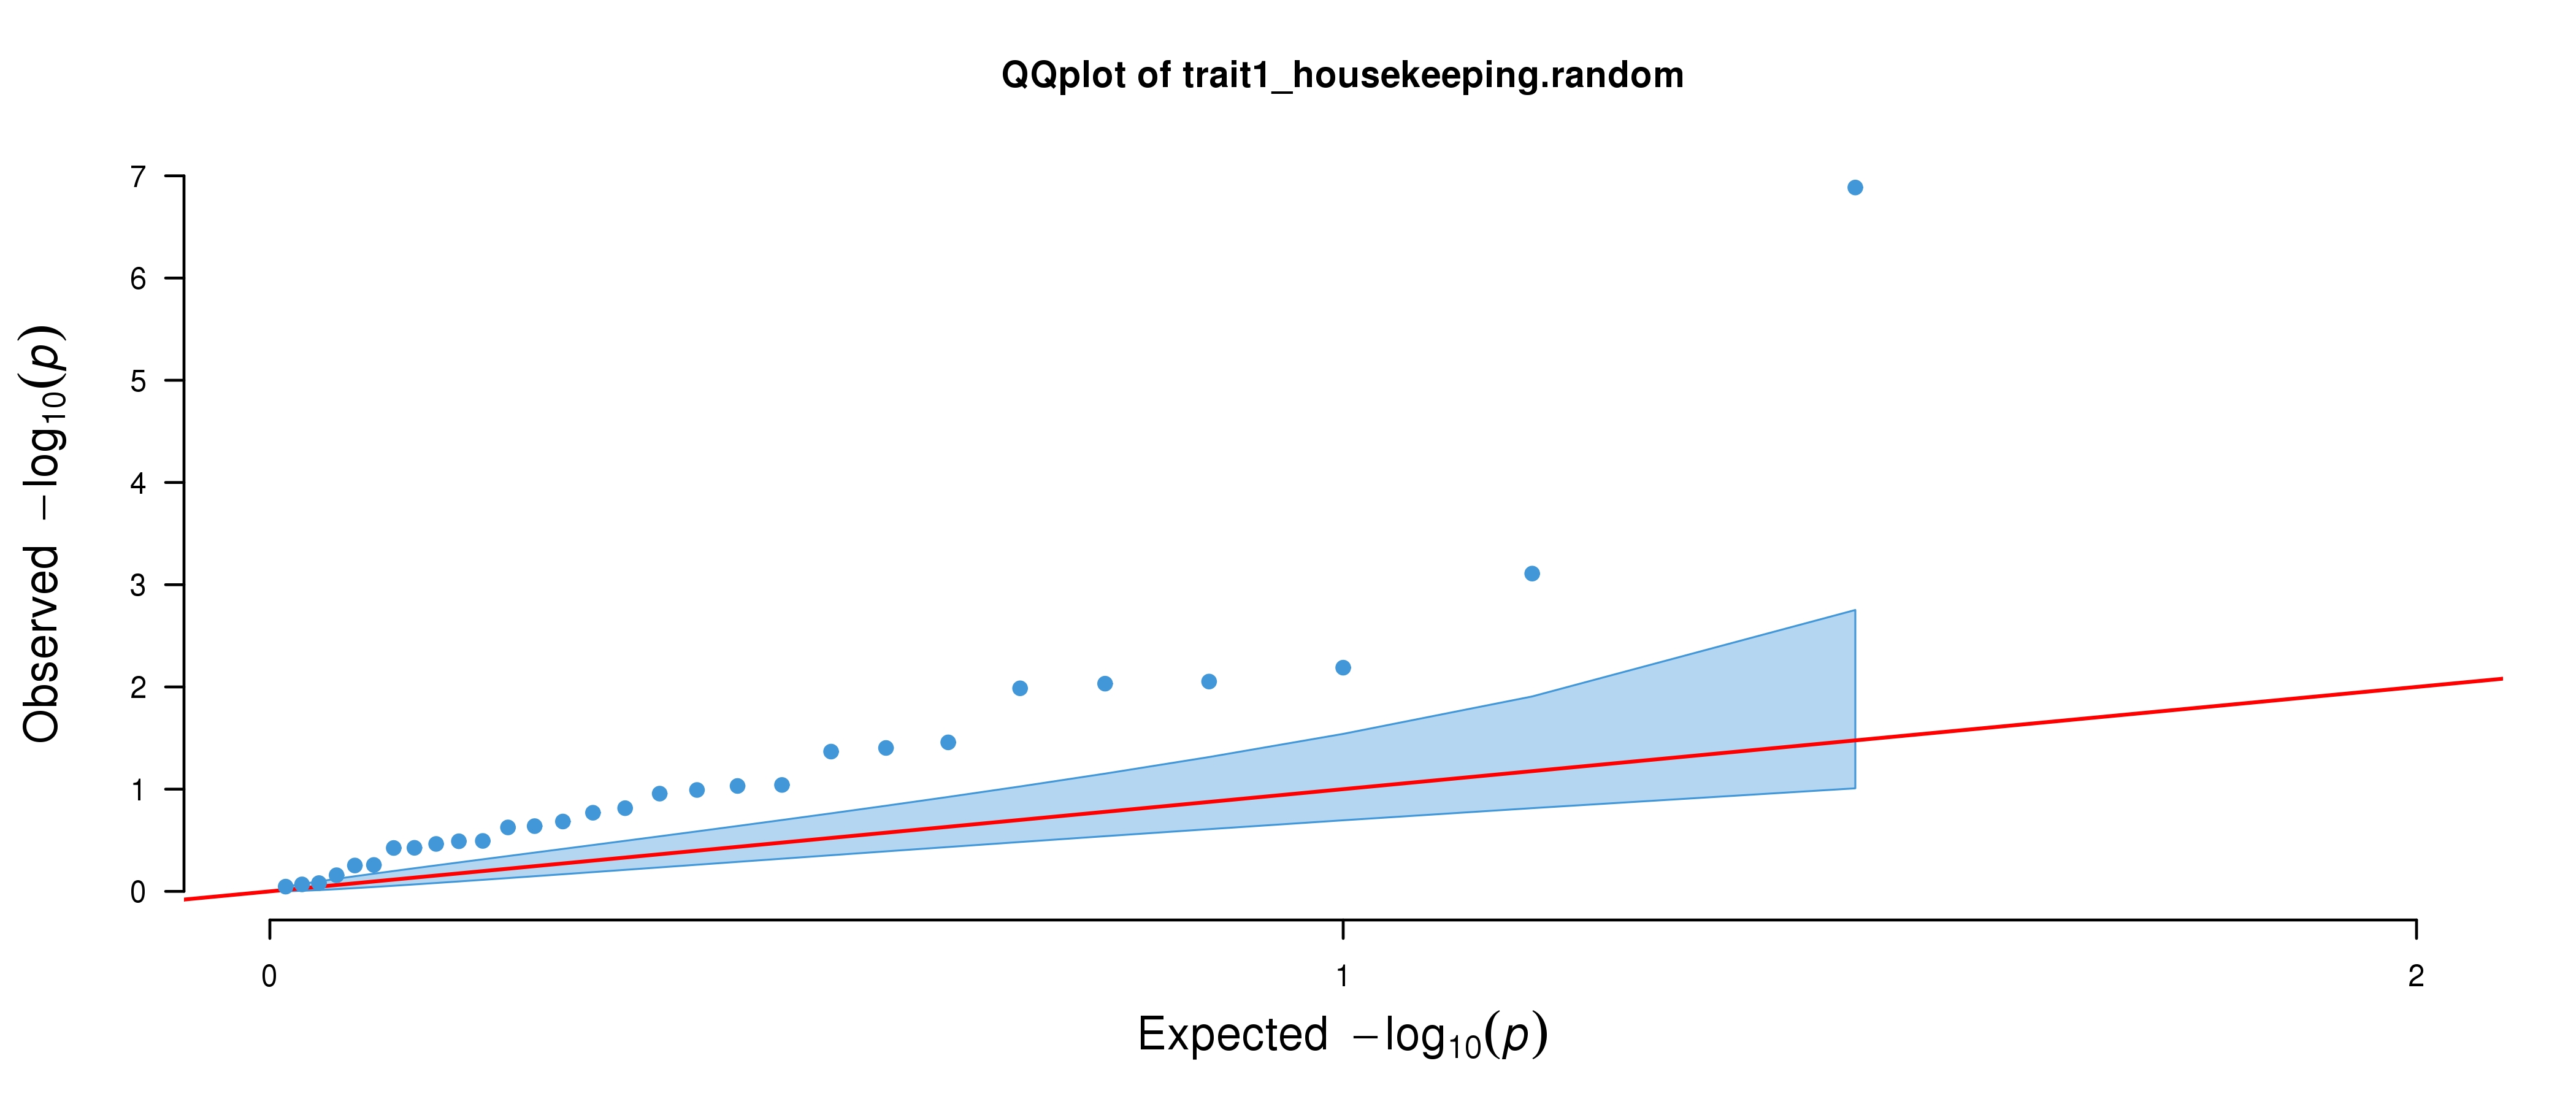 QQplot of trait1_housekeeping.random
7
6
5
4
3
2
1
0
Observed −log₁₀(p)
0 1 2
Expected −log₁₀(p)